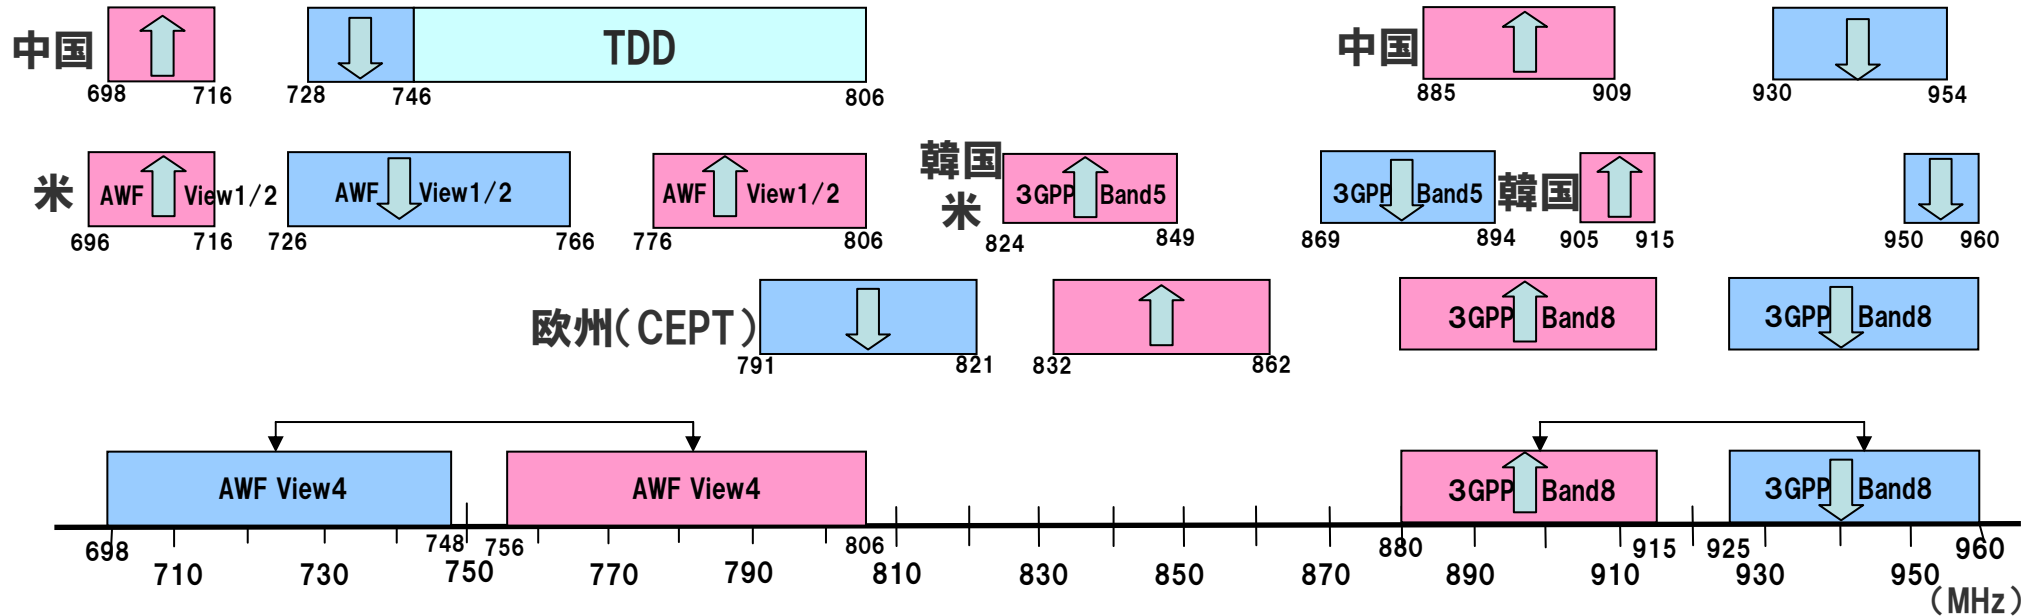 中国
698
716
728
746
TDD
806
中国
885
909
930
954
米
AWF View1/2
696
716
AWF View1/2
726
766
AWF View1/2
776
806
韓国
米
3GPP Band5
824
849
3GPP Band5
869
894
韓国
905
915
950
960
欧州(CEPT)
791
821
832
862
3GPP Band8
3GPP Band8
AWF View4
AWF View4
3GPP Band8
3GPP Band8
698
748
756
806
880
915
925
960
710
730
750
770
790
810
830
850
870
890
910
930
950
(MHz)